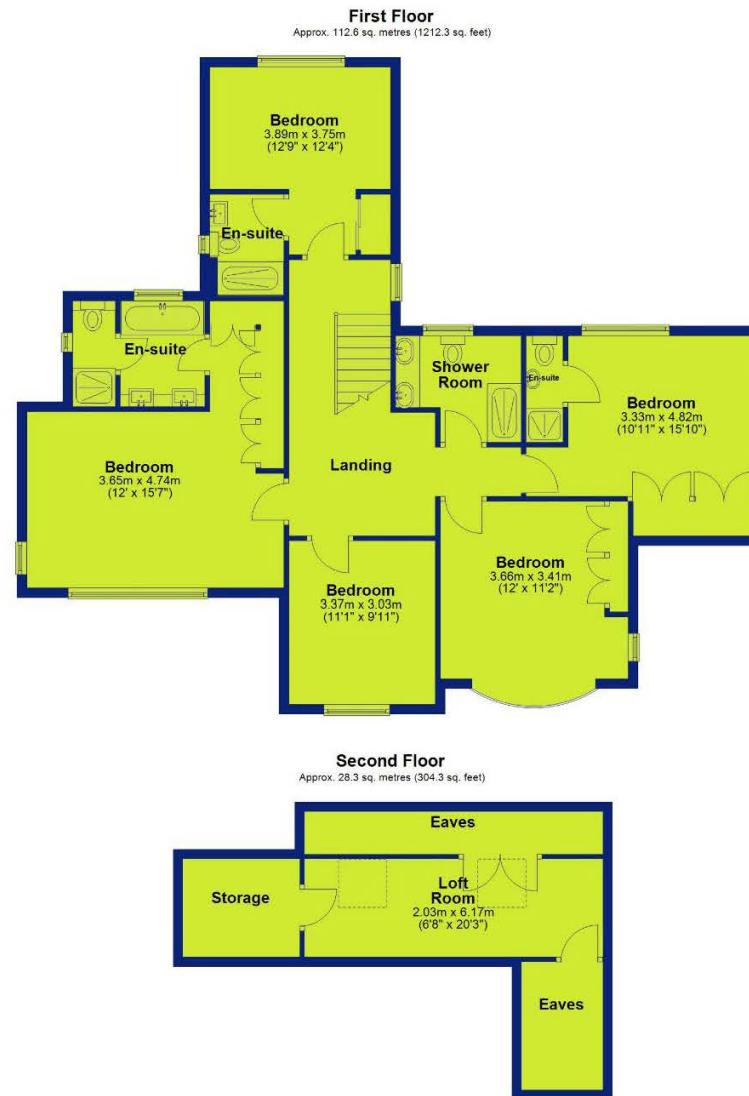 First Floor
Approx. 112.6 sq. metres (1212.3 sq. feet)
Bedroom
3.89m x 3.75m
(12'9" x 12'4")
En-suite
En-suite
Shower
Room
En-suite
Bedroom
3.33m x 4.82m
(10'11" x 15'10")
Bedroom
3.65m x 4.74m
(12' x 15'7")
Landing
Bedroom
3.37m x 3.03m
(11'1" x 9'11")
Bedroom
3.66m x 3.41m
(12' x 11'2")
Second Floor
Approx. 28.3 sq. metres (304.3 sq. feet)
Eaves
Storage
Loft
Room
2.03m x 6.17m
(6'8" x 20'3")
Eaves